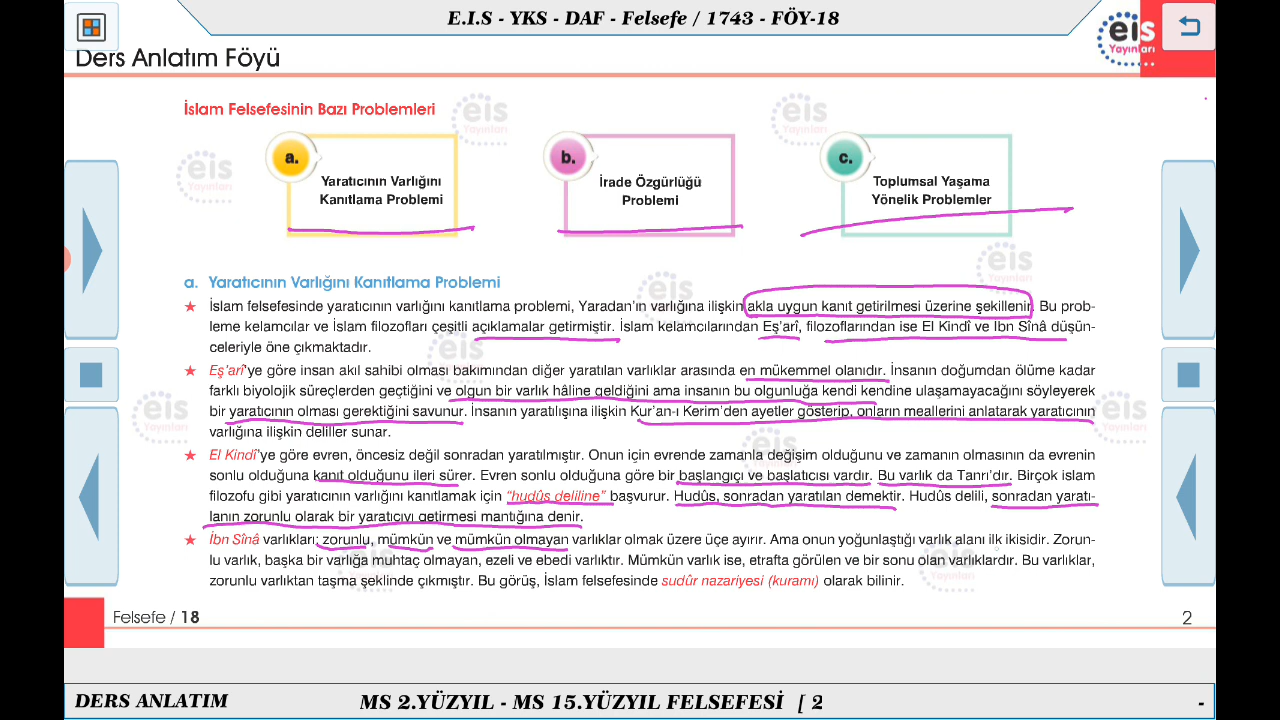 E.I.S - YKS - DAF - Felsefe / 1743 - FÖY-18
Ders Anlatım Föyü
eis
Yayınları
İslam Felsefesinin Bazı Problemleri
a.
Yaratıcının Varlığını
Kanıtlama Problemi
b.
İrade Özgürlüğü
Problemi
c.
Toplumsal Yaşama
Yönelik Problemler
a. Yaratıcının Varlığını Kanıtlama Problemi
★ İslam felsefesinde yaratıcının varlığını kanıtlama problemi, Yaradan'ın varlığına ilişkin akla uygun kanıt getirilmesi üzerine şekillenir. Bu prob-
leme kelamcılar ve İslam filozofları çeşitli açıklamalar getirmiştir. İslam kelamcılarından Eş'arî, filozoflarından ise El Kindî ve Ibn Sînâ düşün-
celeriyle öne çıkmaktadır.
★ Eş'arî'ye göre insan akıl sahibi olması bakımından diğer yaratılan varlıklar arasında en mükemmel olanıdır. İnsanın doğumdan ölüme kadar
farklı biyolojik süreçlerden geçtiğini ve olgun bir varlık hâline geldiğini ama insanın bu olgunluğa kendi kendine ulaşamayacağını söyleyerek
bir yaratıcının olması gerektiğini savunur. İnsanın yaratılışına ilişkin Kur'an-ı Kerim'den ayetler gösterip, onların meallerini anlatarak yaratıcının
varlığına ilişkin deliller sunar.
★ El Kindî'ye göre evren, öncesiz değil sonradan yaratılmıştır. Onun için evrende zamanla değişim olduğunu ve zamanın olmasının da evrenin
sonlu olduğuna kanıt olduğunu ileri sürer. Evren sonlu olduğuna göre bir başlangıçı ve başlatıcısı vardır. Bu varlık da Tanrı'dır. Birçok islam
filozofu gibi yaratıcının varlığını kanıtlamak için "hudûs deliline" başvurur. Hudûs, sonradan yaratılan demektir. Hudûs delili, sonradan yaratı-
lanın zorunlu olarak bir yaratıcıyı getirmesi mantığına denir.
★ İbn Sînâ varlıkları; zorunlu, mümkün ve mümkün olmayan varlıklar olmak üzere üçe ayırır. Ama onun yoğunlaştığı varlık alanı ilk ikisidir. Zorun-
lu varlık, başka bir varlığa muhtaç olmayan, ezeli ve ebedi varlıktır. Mümkün varlık ise, etrafta görülen ve bir sonu olan varlıklardır. Bu varlıklar,
zorunlu varlıktan taşma şeklinde çıkmıştır. Bu görüş, İslam felsefesinde sudûr nazariyesi (kuramı) olarak bilinir.
Felsefe / 18
2
DERS ANLATIM
MS 2.YÜZYIL - MS 15.YÜZYIL FELSEFESİ [ 2
-